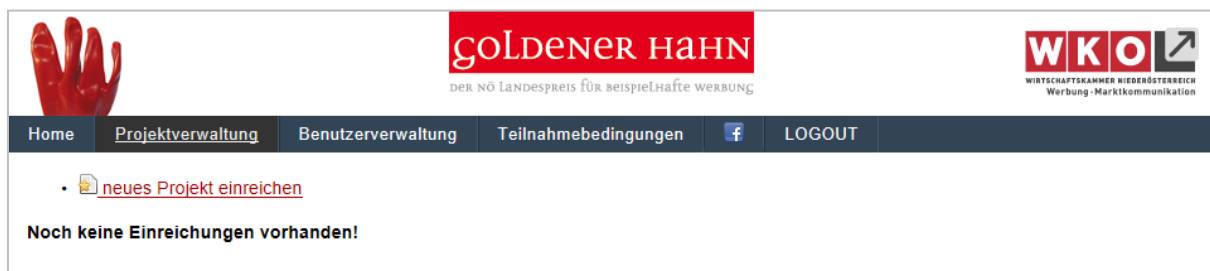 GOLDENER HAHN
DER NÖ LANDESPREIS FÜR BEISPIELHAFTE WERBUNG
WKO
WIRTSCHAFTSKAMMER NIEDERÖSTERREICH
Werbung-Marktkommunikation
Home Projektverwaltung Benutzerverwaltung Teilnahmebedingungen f LOGOUT
• neues Projekt einreichen
Noch keine Einreichungen vorhanden!